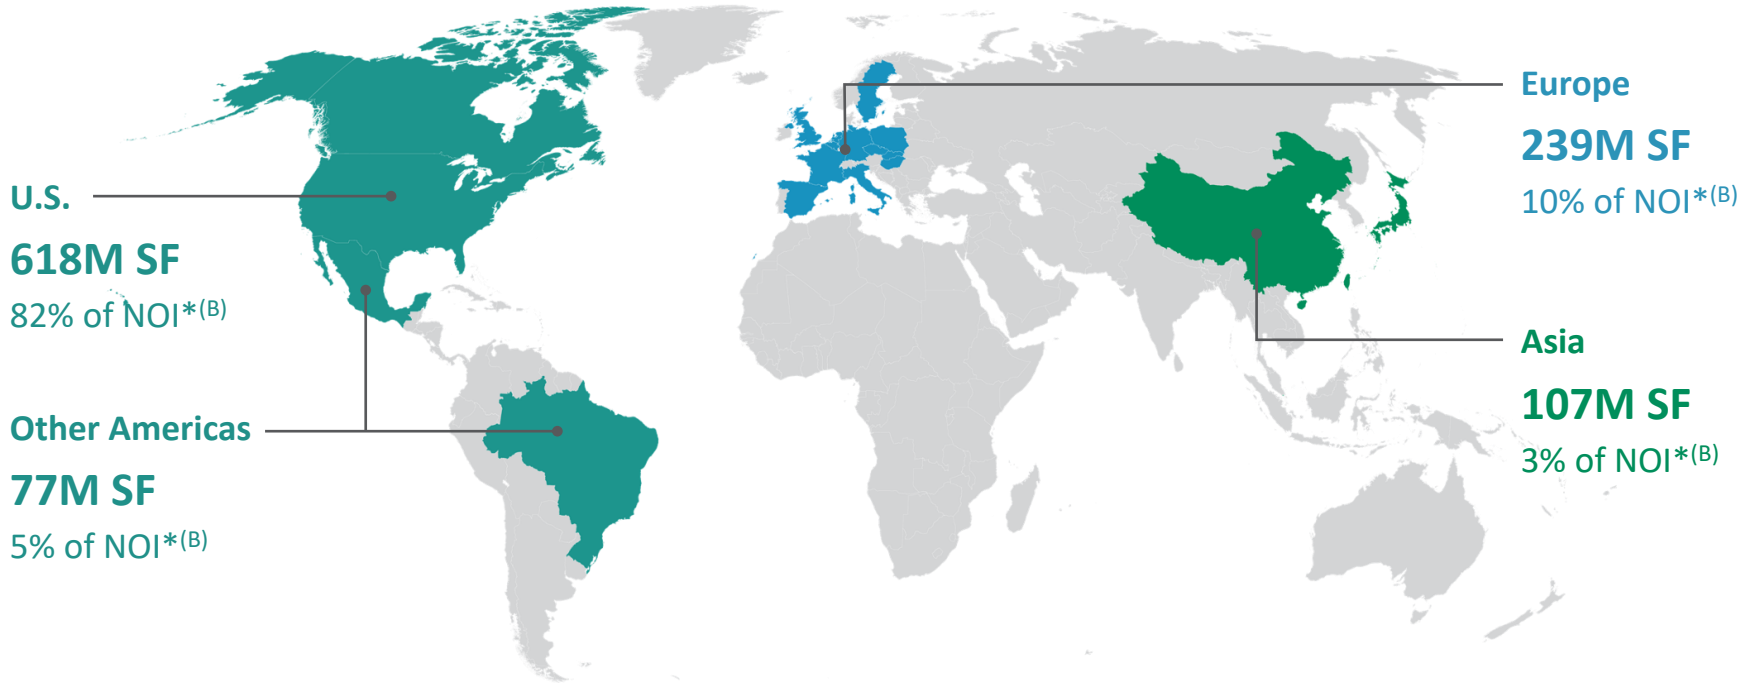 U.S.
618M SF
82% of NOI*(B)
Other Americas
77M SF
5% of NOI*(B)
Europe
239M SF
10% of NOI*(B)
Asia
107M SF
3% of NOI*(B)